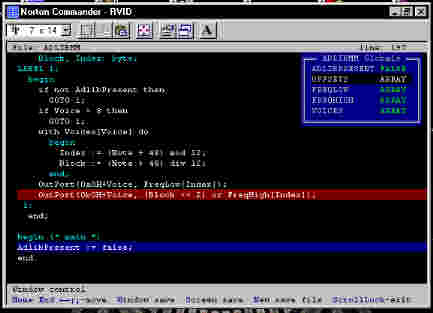 Norton Commander - RVID
7 x 14
File: ADLIBMM Line: 197
Block, Index: byte;
LABEL 1;
begin
if not AdlibPresent then
GOTO 1;
if Voice > 8 then
GOTO 1;
with Voices[Voice] do
begin
Index := (Note + 48) mod 12;
Block := (Note + 48) div 12;
end;
OutPort($A0+Voice, FreqLow[Index]);
OutPort($B0+Voice, (Block << 2) or FreqHigh[Index]);
1:
end;
begin (* main *)
AdlibPresent := false;
end.
ADLIBMM Globals
ADLIBPRESENT FALSE
OFFSETS ARRAY
FREQLOW ARRAY
FREQHIGH ARRAY
VOICES ARRAY
Window control
Home End -move Window save Screen save New save file ScrollLock-exit